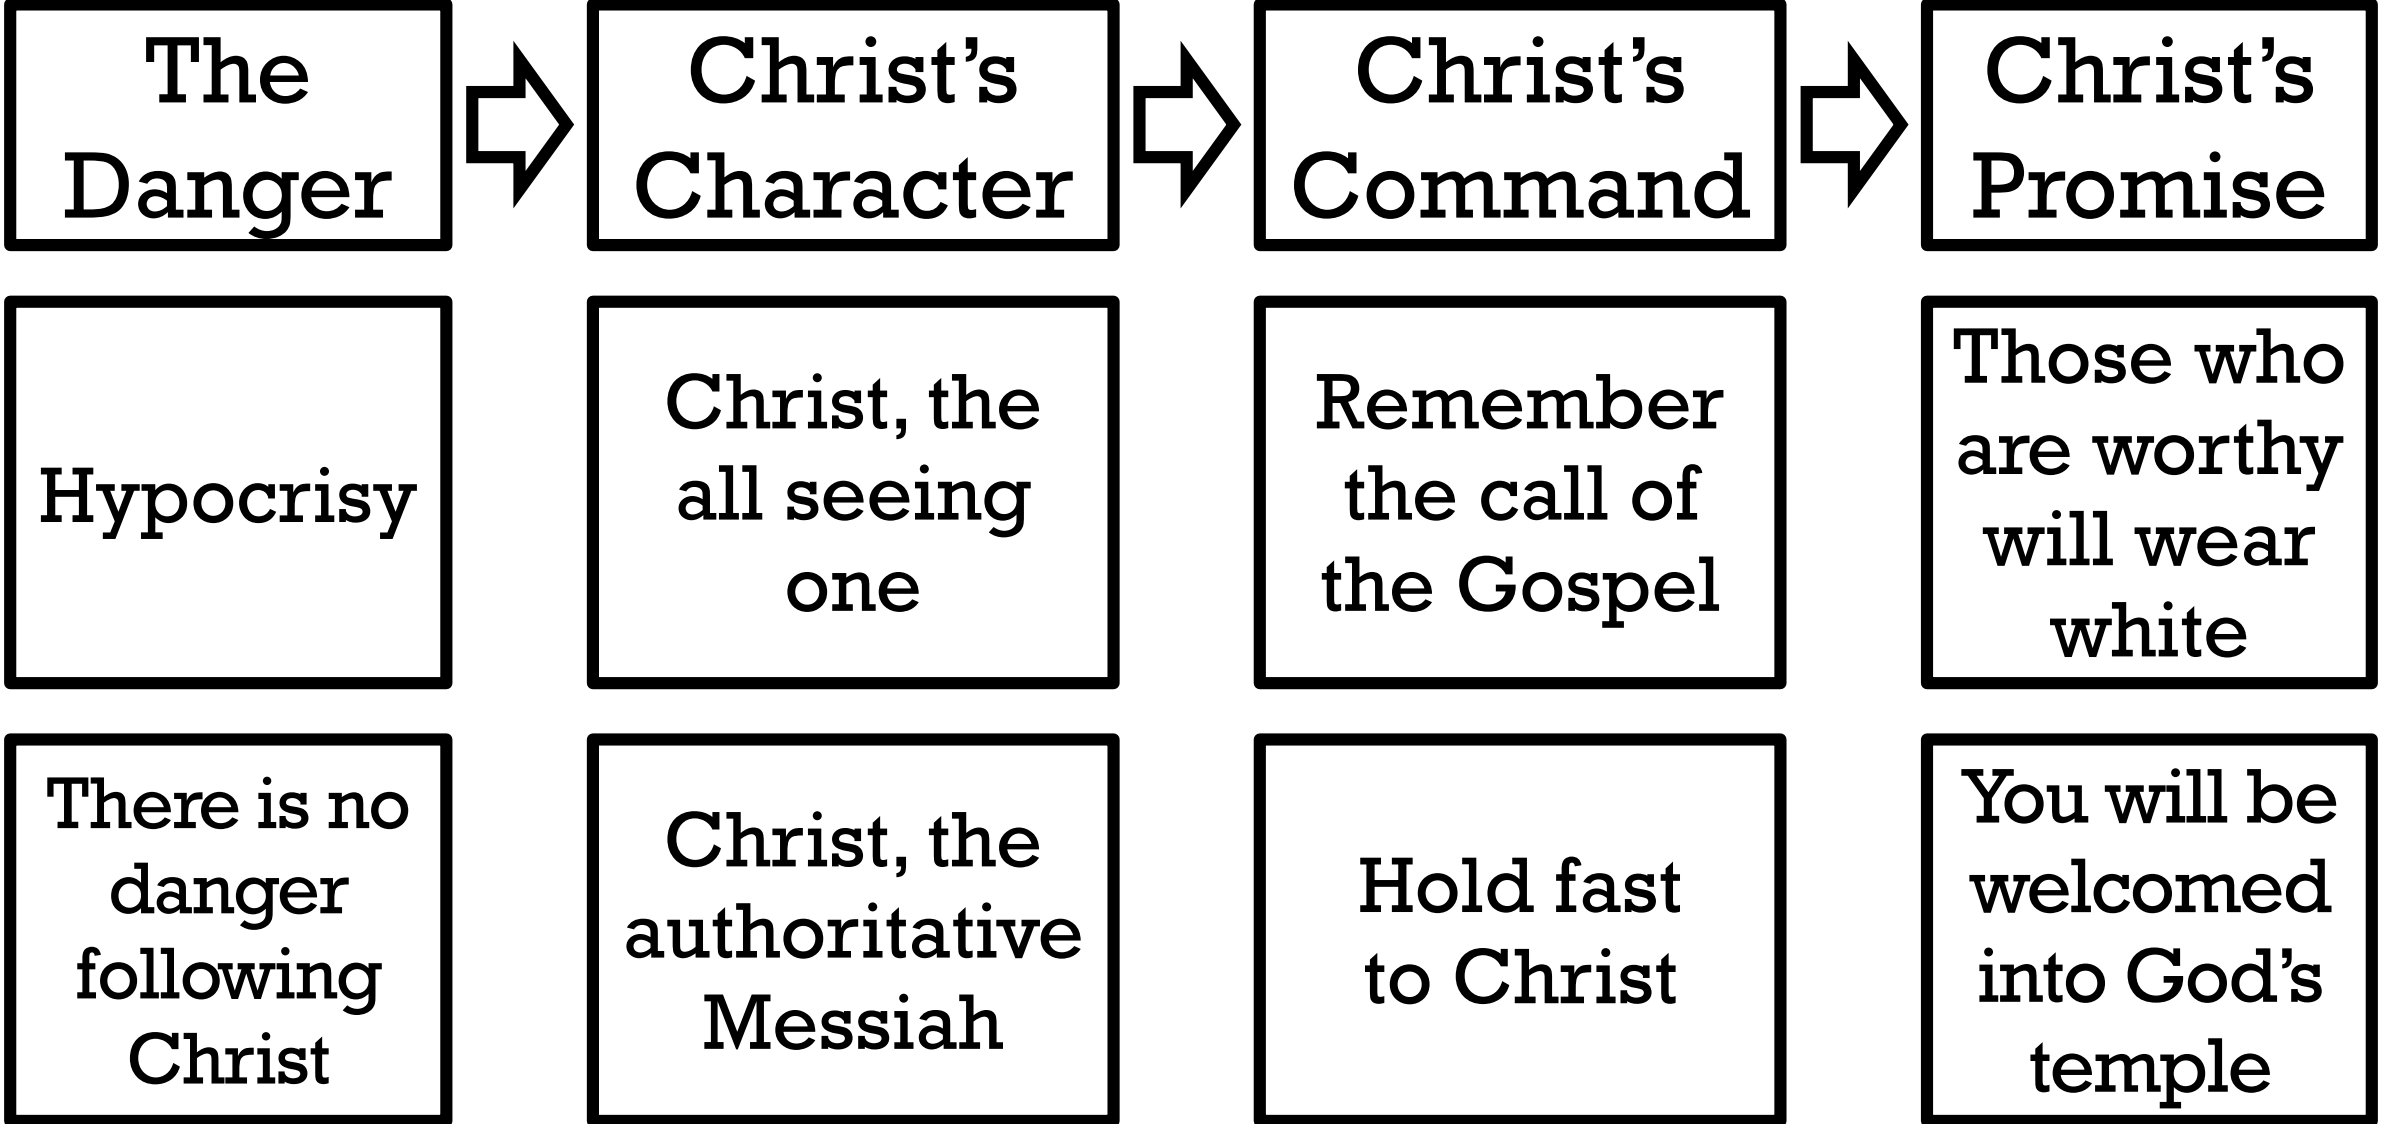 The
Danger
Christ’s
Character
Christ’s
Command
Christ’s
Promise
Hypocrisy
Christ, the
all seeing
one
Remember
the call of
the Gospel
Those who
are worthy
will wear
white
There is no
danger
following
Christ
Christ, the
authoritative
Messiah
Hold fast
to Christ
You will be
welcomed
into God’s
temple